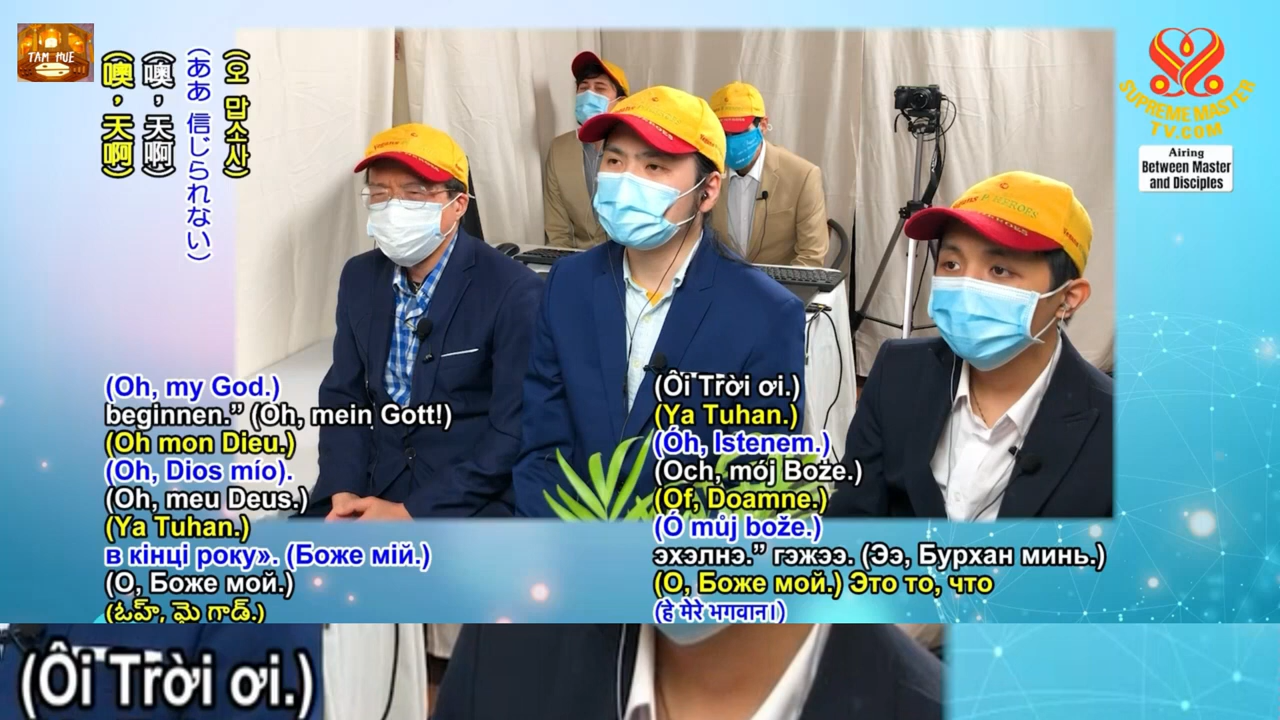 TAM HUE
(噢，天啊)
(噢，天啊)
(ああ 信じられない)
(오 맙소사)
SUPREME MASTER
TV.COM
Airing
Between Master
and Disciples
(Oh, my God.)
beginnen.” (Oh, mein Gott!)
(Oh mon Dieu.)
(Oh, Dios mío).
(Oh, meu Deus.)
(Ya Tuhan.)
в кінці року». (Боже мій.)
(О, Боже мой.)
(ఓహ్, మై గాడ్.)
(Ôi Trời ơi.)
(Ya Tuhan.)
(Óh, Istenem.)
(Och, mój Boże.)
(Of, Doamne.)
(Ó můj bože.)
эхэлнэ.” гэжээ. (Ээ, Бурхан минь.)
(О, Боже мой.) Это то, что
(हे मेरे भगवान।)
(Ôi Trời ơi.)